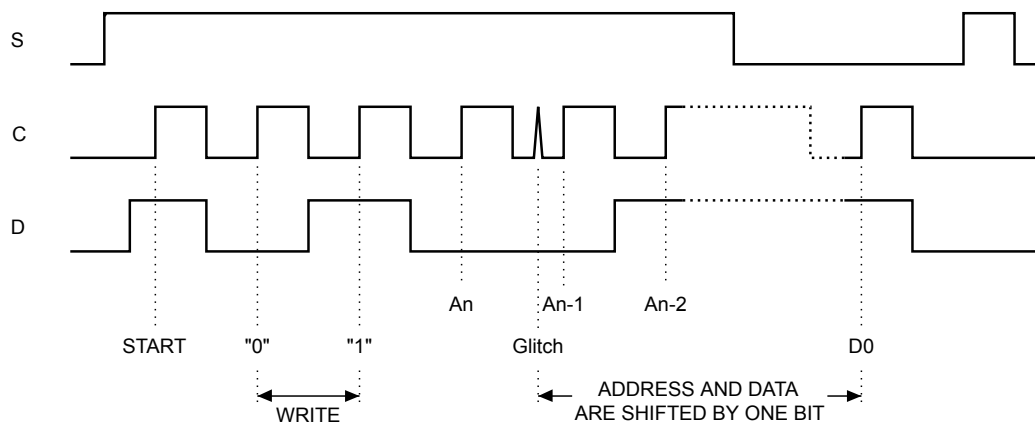 S
C
D
An
An-1
An-2
START
"0"
"1"
Glitch
D0
WRITE
ADDRESS AND DATA
ARE SHIFTED BY ONE BIT